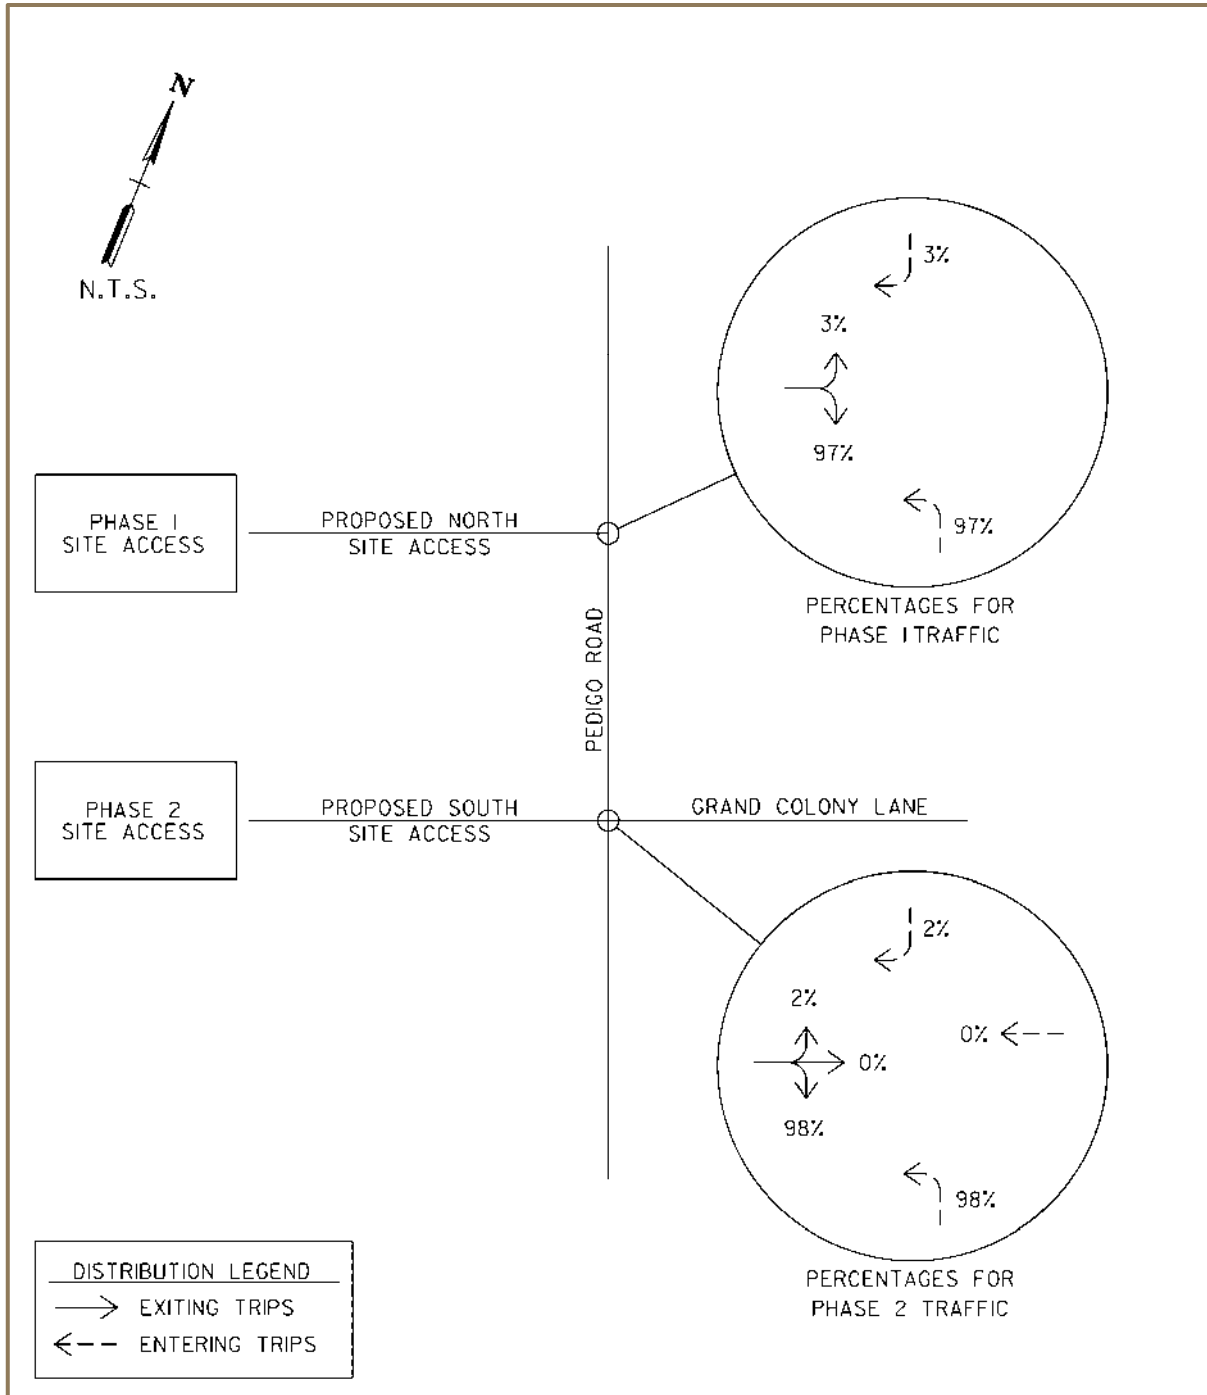 N
N.T.S.
3%
3%
97%
97%
PERCENTAGES FOR
PHASE 1 TRAFFIC
PHASE 1
SITE ACCESS
PROPOSED NORTH
SITE ACCESS
PEDIGO ROAD
PHASE 2
SITE ACCESS
PROPOSED SOUTH
SITE ACCESS
GRAND COLONY LANE
2%
2%
0%
0%
98%
98%
PERCENTAGES FOR
PHASE 2 TRAFFIC
DISTRIBUTION LEGEND
EXITING TRIPS
ENTERING TRIPS